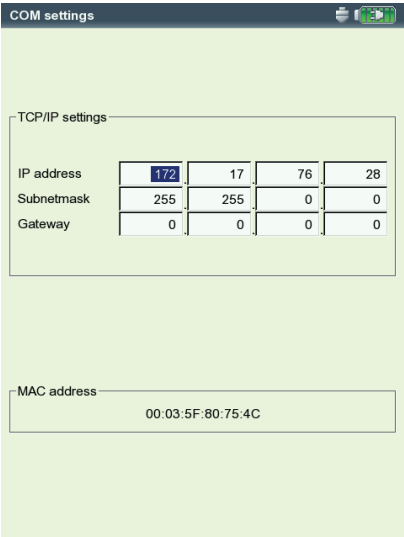 COM settings
TCP/IP settings
IP address 172 . 17 . 76 . 28
Subnetmask 255 . 255 . 0 . 0
Gateway 0 . 0 . 0 . 0
MAC address
00:03:5F:80:75:4C